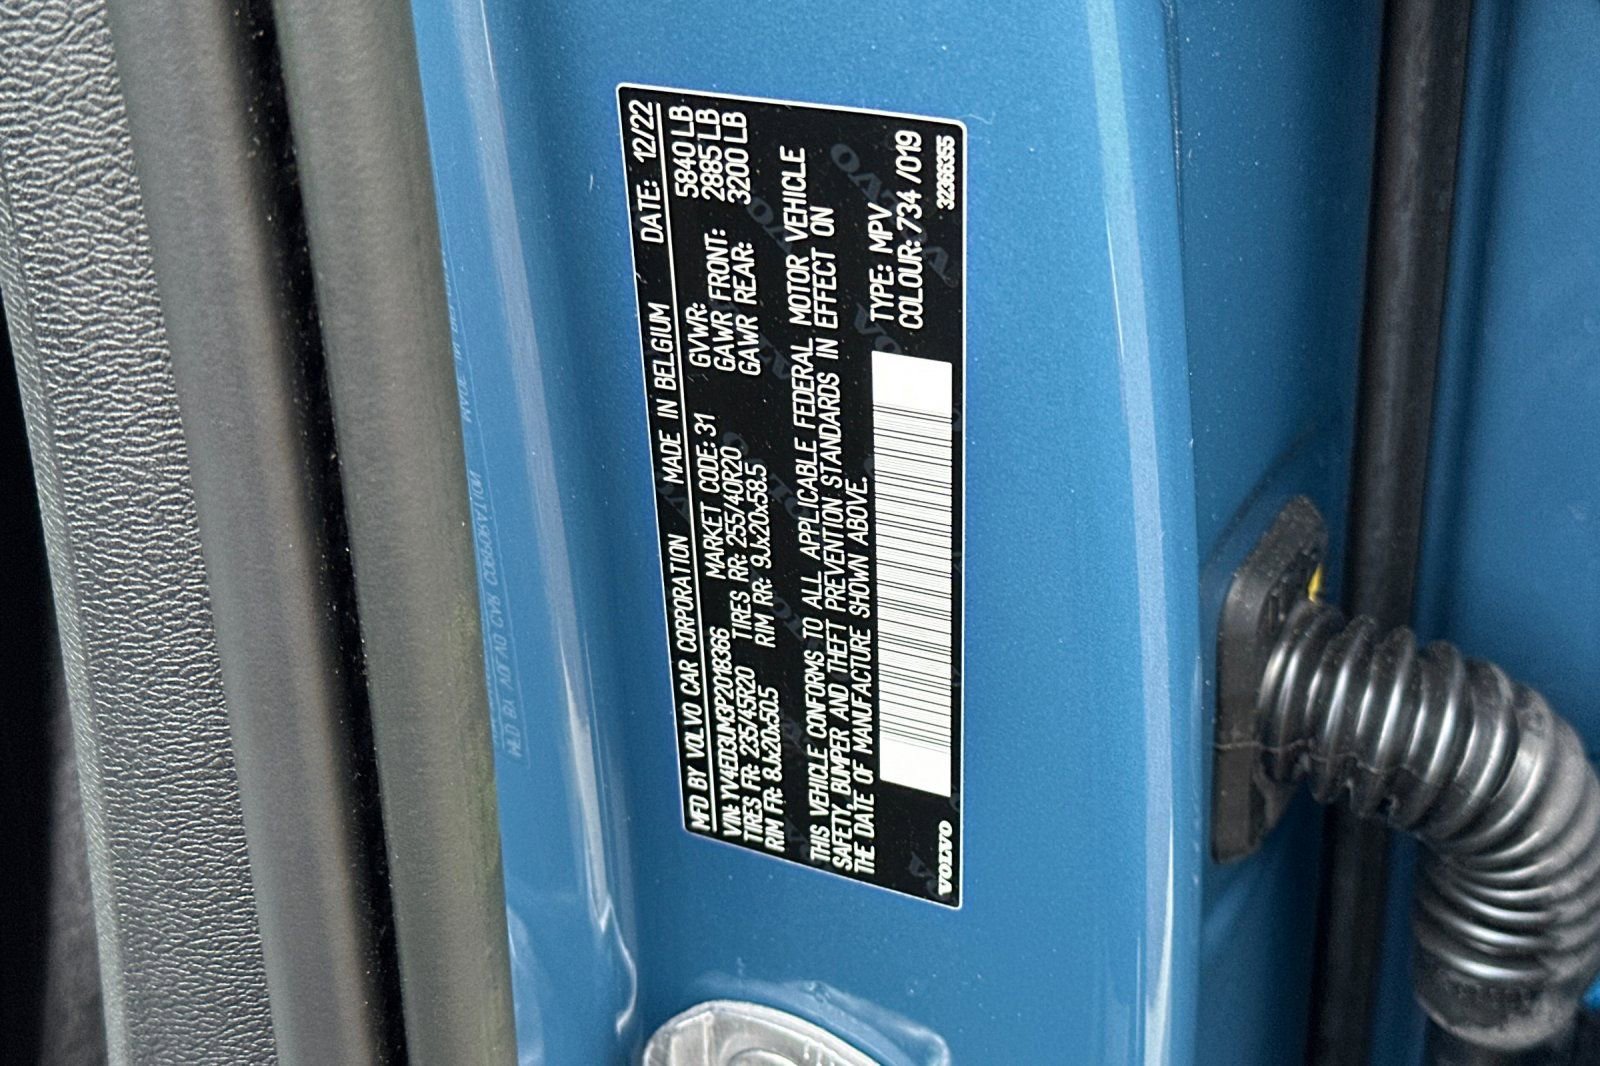 MFD BY VOLVO CAR CORPORATION MADE IN BELGIUM DATE: 12/22
VIN: YV4ED3UM3P2018366 MARKET CODE: 31 GVWR: 5840 LB
TIRES FR: 235/45R20 TIRES RR: 255/40R20 GAWR FRONT: 2885 LB
RIM FR: 8Jx20x50.5 RIM RR: 9Jx20x58.5 GAWR REAR: 3200 LB
THIS VEHICLE CONFORMS TO ALL APPLICABLE FEDERAL MOTOR VEHICLE
SAFETY, BUMPER AND THEFT PREVENTION STANDARDS IN EFFECT ON
THE DATE OF MANUFACTURE SHOWN ABOVE.
TYPE: MPV
COLOUR: 734 /019
VOLVO 32366355